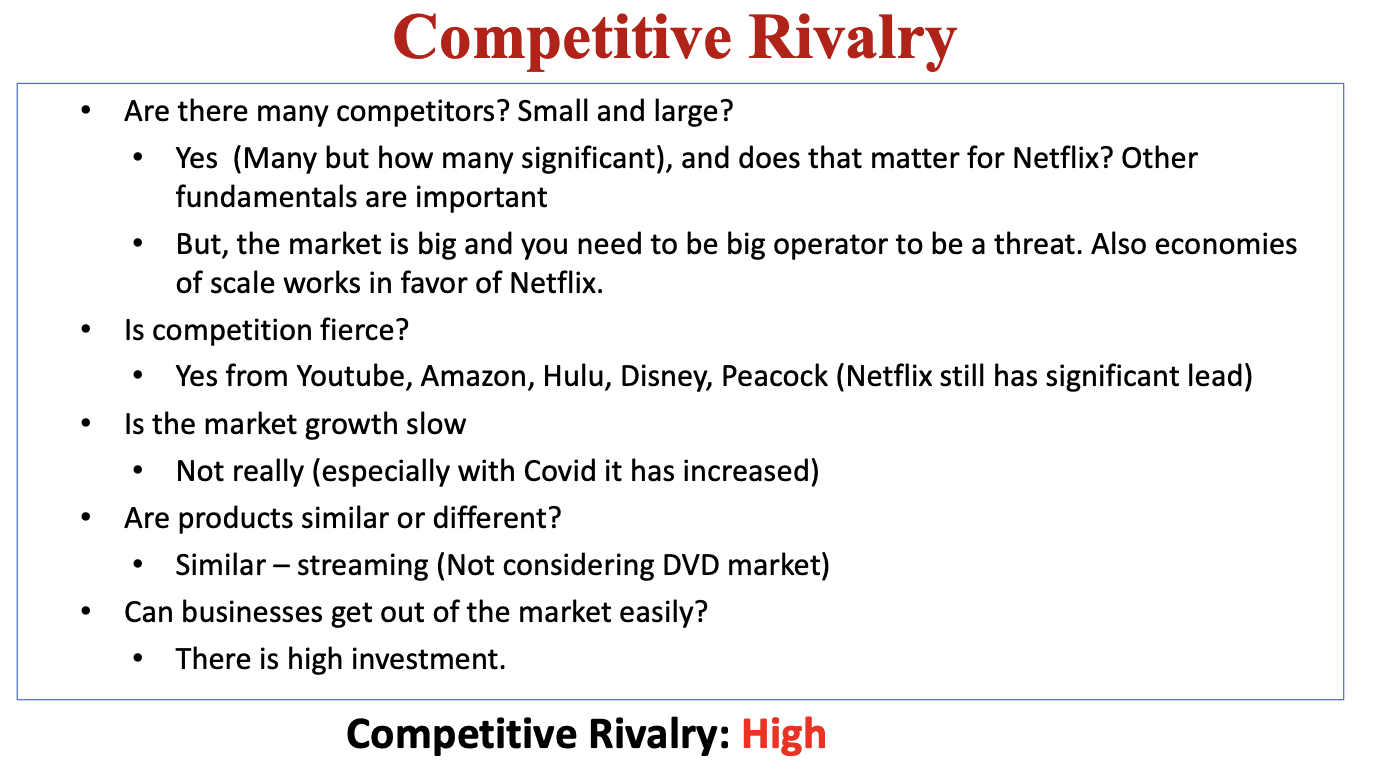 Competitive Rivalry
• Are there many competitors? Small and large?
• Yes  (Many but how many significant), and does that matter for Netflix? Other
fundamentals are important
• But, the market is big and you need to be big operator to be a threat. Also economies
of scale works in favor of Netflix.
• Is competition fierce?
• Yes from Youtube, Amazon, Hulu, Disney, Peacock (Netflix still has significant lead)
• Is the market growth slow
• Not really (especially with Covid it has increased)
• Are products similar or different?
• Similar – streaming (Not considering DVD market)
• Can businesses get out of the market easily?
• There is high investment.
Competitive Rivalry: High